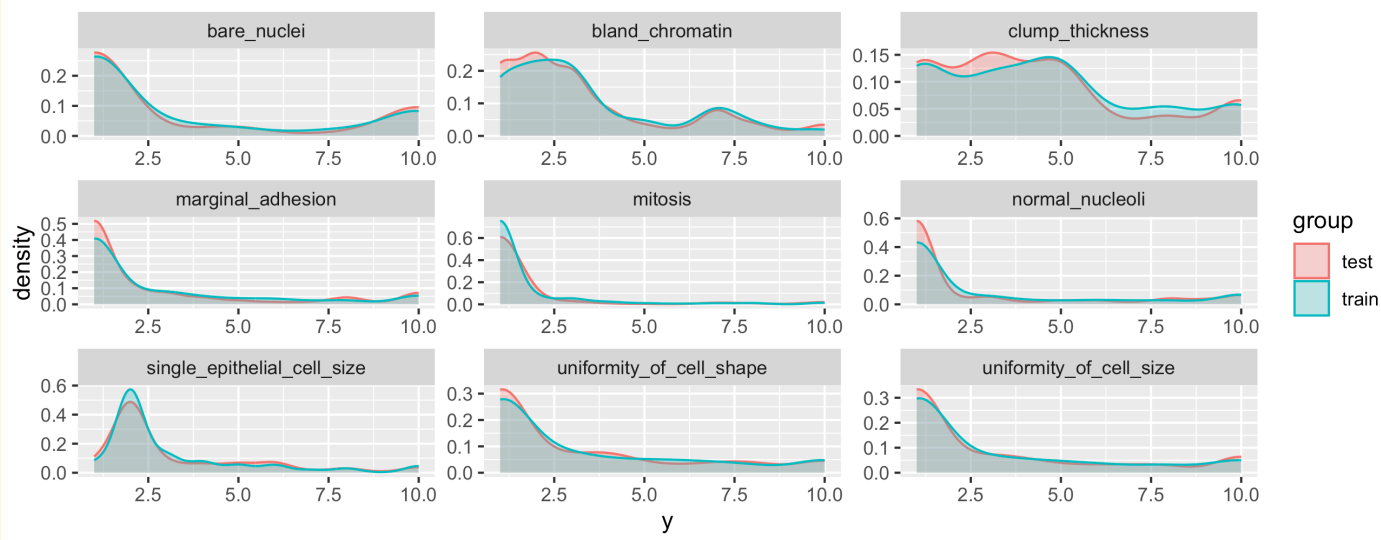 bare_nuclei bland_chromatin clump_thickness
0.2 0.2 0.15
0.1 0.1 0.10
0.05
0.0 0.0 0.00
2.5 5.0 7.5 10.0 2.5 5.0 7.5 10.0 2.5 5.0 7.5 10.0
marginal_adhesion mitosis normal_nucleoli
0.5 0.6 0.6
0.4 0.4 0.4
0.3
0.2 0.2 0.2
0.1
0.0 0.0 0.0
2.5 5.0 7.5 10.0 2.5 5.0 7.5 10.0 2.5 5.0 7.5 10.0
single_epithelial_cell_size uniformity_of_cell_shape uniformity_of_cell_size
0.6 0.3 0.3
0.4 0.2 0.2
0.2 0.1 0.1
0.0 0.0 0.0
2.5 5.0 7.5 10.0 2.5 5.0 7.5 10.0 2.5 5.0 7.5 10.0
density
y
group
test
train